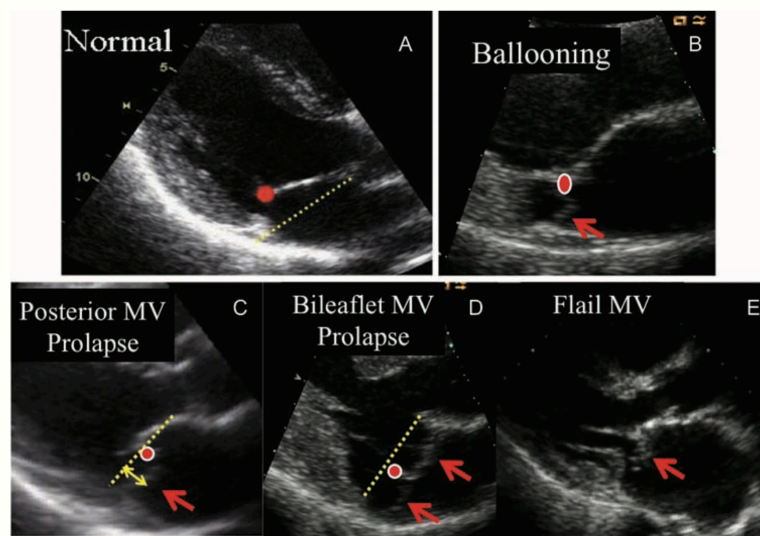 Normal
A
5
10
Ballooning
B
Posterior MV
Prolapse
C
Bileaflet MV
Prolapse
D
Flail MV
E